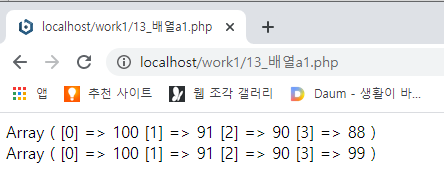 localhost/work1/13_배열a1.php
localhost/work1/13_배열a1.php
앱 추천 사이트 웹 조각 갤러리 Daum - 생활이 바...
Array ( [0] => 100 [1] => 91 [2] => 90 [3] => 88 )
Array ( [0] => 100 [1] => 91 [2] => 90 [3] => 99 )